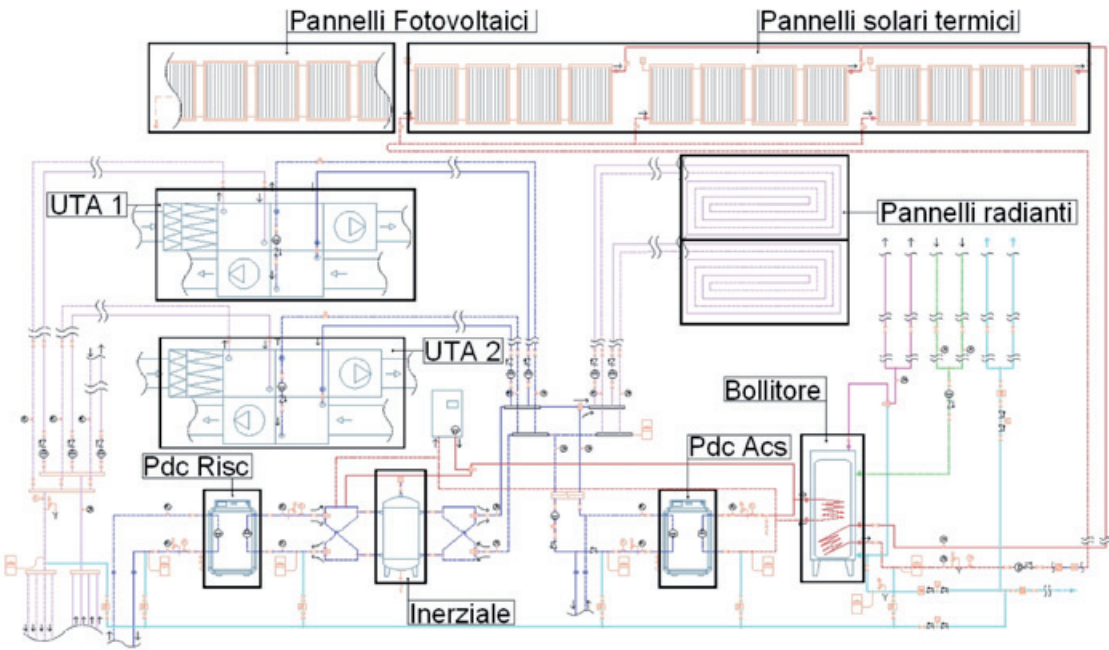 Pannelli Fotovoltaici
Pannelli solari termici
UTA 1
Pannelli radianti
UTA 2
Bollitore
Pdc Risc
Pdc Acs
Inerziale